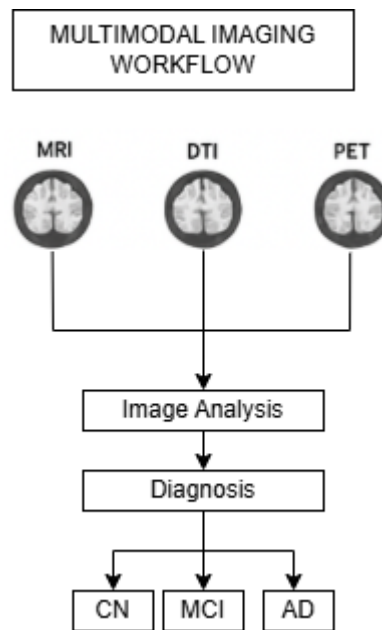 MULTIMODAL IMAGING
WORKFLOW
MRI DTI PET
Image Analysis
Diagnosis
CN MCI AD